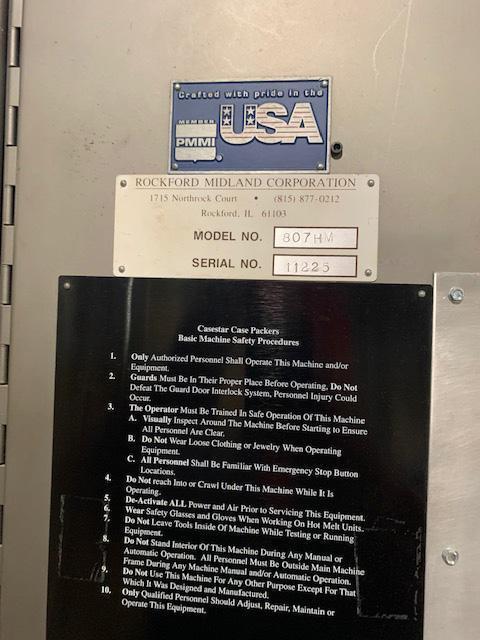 Crafted with pride in the
MEMBER
PMMI
USA
ROCKFORD MIDLAND CORPORATION
1715 Northrock Court • (815) 877-0212
Rockford, IL 61103
MODEL NO. 807HM
SERIAL NO. 11225
Casestar Case Packers
Basic Machine Safety Procedures
1. Only Authorized Personnel Shall Operate This Machine and/or
Equipment.
2. Guards Must Be In Their Proper Place Before Operating, Do Not
Defeat The Guard Door Interlock System, Personnel Injury Could
Occur.
3. The Operator Must Be Trained In Safe Operation Of This Machine
A. Visually Inspect Around The Machine Before Starting to Ensure
All Personnel Are Clear.
B. Do Not Wear Loose Clothing or Jewelry When Operating
Equipment.
C. All Personnel Shall Be Familiar With Emergency Stop Button
Locations.
4. Do Not reach Into or Crawl Under This Machine While It Is
Operating.
5. De-Activate ALL Power and Air Prior to Servicing This Equipment.
6. Wear Safety Glasses and Gloves When Working On Hot Melt Units.
7. Do Not Leave Tools Inside of Machine While Testing or Running
Equipment.
8. Do Not Stand Interior Of This Machine During Any Manual or
Automatic Operation. All Personnel Must Be Outside Main Machine
Frame During Any Machine Manual and/or Automatic Operation.
9. Do Not Use This Machine For Any Other Purpose Except For That
Which It Was Designed and Manufactured.
10. Only Qualified Personnel Should Adjust, Repair, Maintain or
Operate This Equipment.